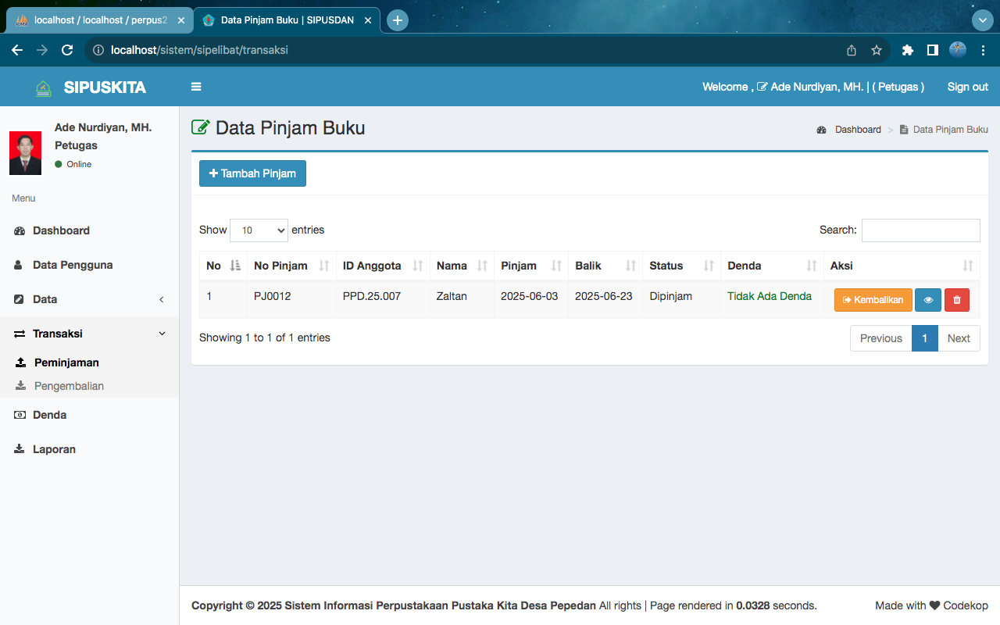 localhost / localhost / perpus2
Data Pinjam Buku | SIPUSDAN
localhost/sistem/sipelibat/transaksi
SIPUSKITA
Welcome , Ade Nurdiyan, MH. | ( Petugas )
Sign out
Ade Nurdiyan, MH.
Petugas
Online
Menu
Dashboard
Data Pengguna
Data
Transaksi
Peminjaman
Pengembalian
Denda
Laporan
Data Pinjam Buku
Dashboard > Data Pinjam Buku
+ Tambah Pinjam
Show 10 entries
Search:
No No Pinjam ID Anggota Nama Pinjam Balik Status Denda Aksi
1 PJ0012 PPD.25.007 Zaltan 2025-06-03 2025-06-23 Dipinjam Tidak Ada Denda Kembalikan
Showing 1 to 1 of 1 entries
Previous 1 Next
Copyright © 2025 Sistem Informasi Perpustakaan Pustaka Kita Desa Pepedan All rights | Page rendered in 0.0328 seconds.
Made with ♥ Codekop